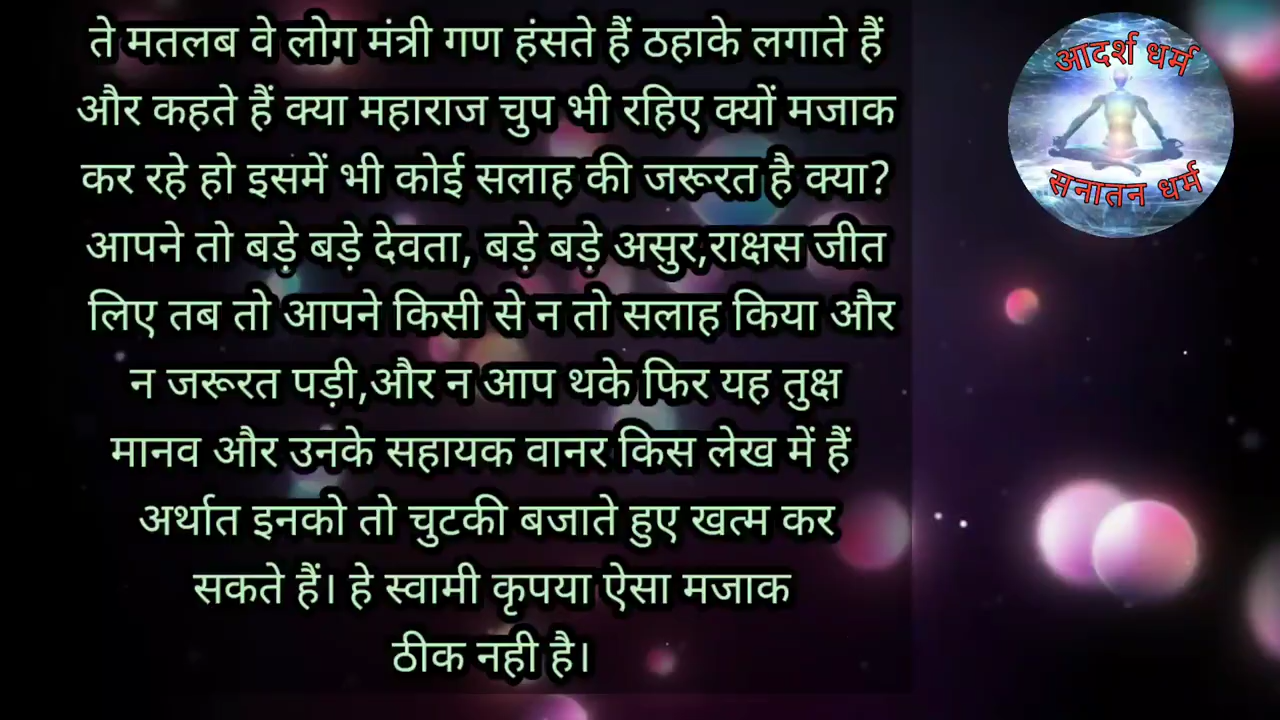 ते मतलब वे लोग मंत्री गण हंसते हैं ठहाके लगाते हैं
और कहते हैं क्या महाराज चुप भी रहिए क्यों मजाक
कर रहे हो इसमें भी कोई सलाह की जरूरत है क्या?
आपने तो बड़े बड़े देवता, बड़े बड़े असुर,राक्षस जीत
लिए तब तो आपने किसी से न तो सलाह किया और
न जरूरत पड़ी,और न आप थके फिर यह तुक्ष
मानव और उनके सहायक वानर किस लेख में हैं
अर्थात इनको तो चुटकी बजाते हुए खत्म कर
सकते हैं। हे स्वामी कृपया ऐसा मजाक
ठीक नही है।
आदर्श धर्म
सनातन धर्म